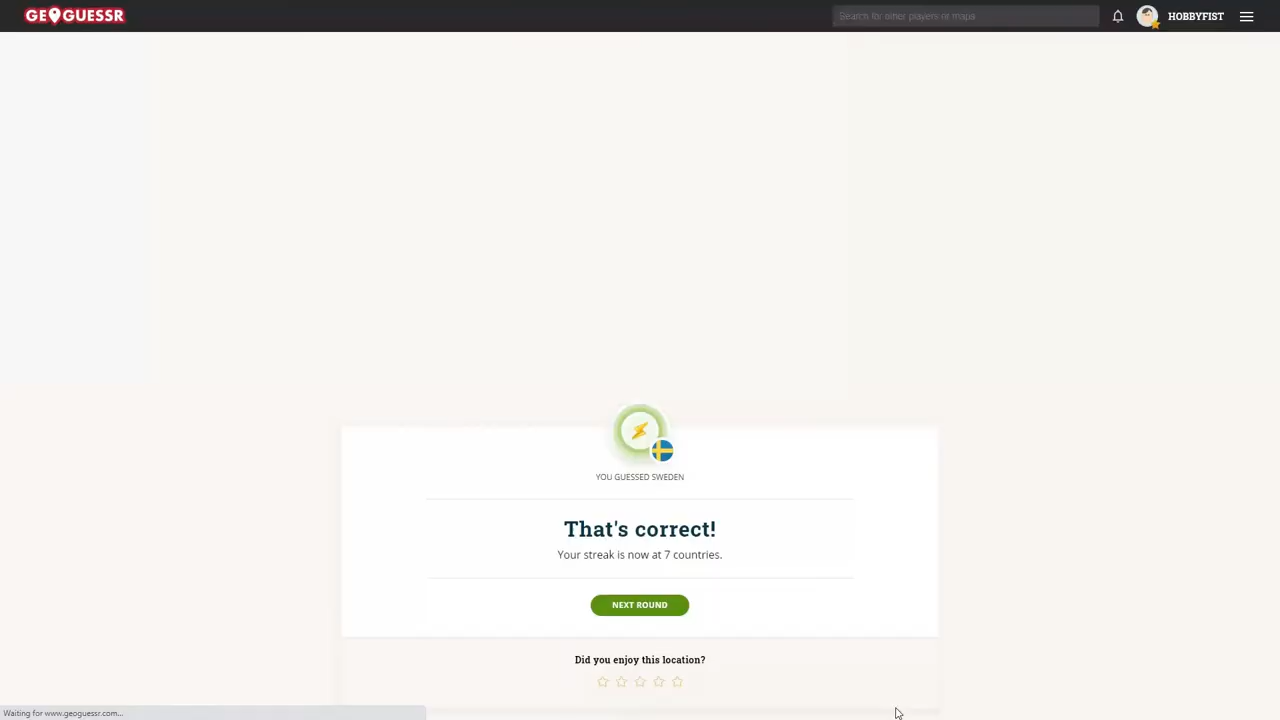 GEOGUESSR
Search for other players or maps
HOBBYFIST
YOU GUESSED SWEDEN
That's correct!
Your streak is now at 7 countries.
NEXT ROUND
Did you enjoy this location?
Waiting for www.geoguessr.com...